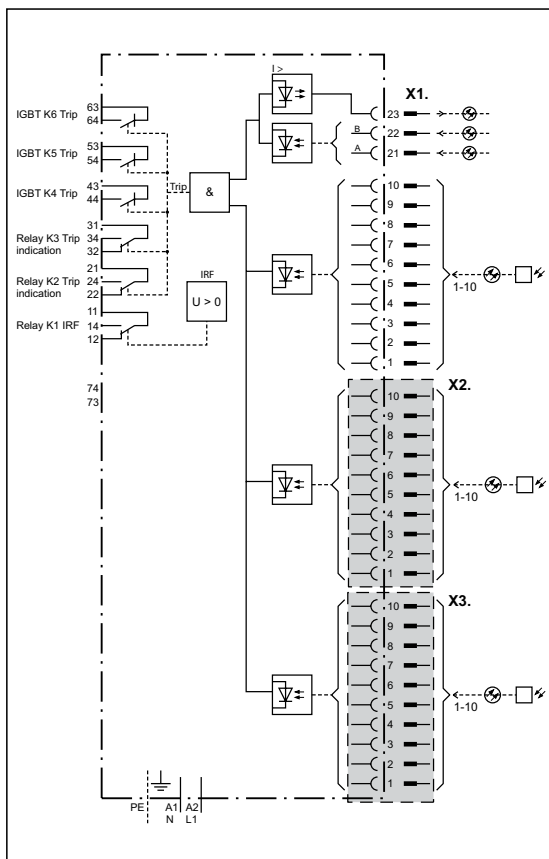 I >
X1.
63
IGBT K6 Trip
64
23
B
22
A
21
53
IGBT K5 Trip
54
Trip
&
43
IGBT K4 Trip
44
31
Relay K3 Trip
34
indication
32
21
Relay K2 Trip
24
indication
22
IRF
U > 0
11
Relay K1 IRF
14
12
74
73
10
9
8
7
6
5
4
3
2
1
1-10
X2.
10
9
8
7
6
5
4
3
2
1
1-10
X3.
10
9
8
7
6
5
4
3
2
1
1-10
PE
A1
A2
N
L1